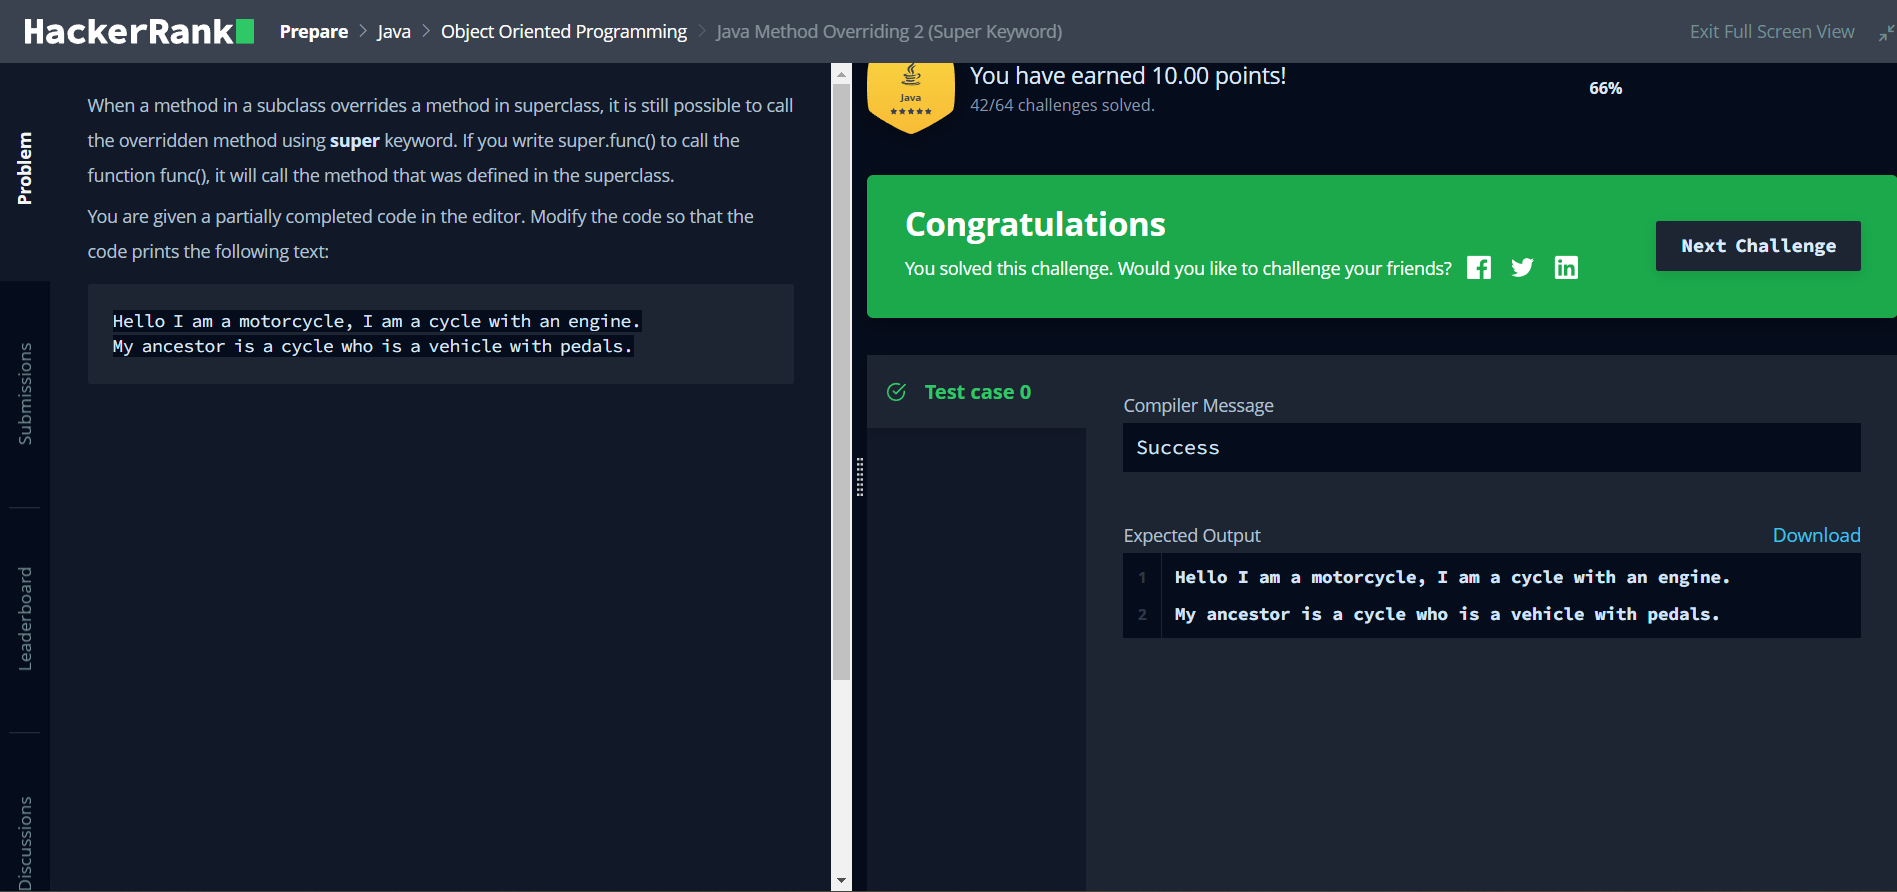 HackerRank Prepare > Java > Object Oriented Programming > Java Method Overriding 2 (Super Keyword) Exit Full Screen View
Problem
Submissions
Leaderboard
Discussions
When a method in a subclass overrides a method in superclass, it is still possible to call
the overridden method using super keyword. If you write super.func() to call the
function func(), it will call the method that was defined in the superclass.
You are given a partially completed code in the editor. Modify the code so that the
code prints the following text:
Hello I am a motorcycle, I am a cycle with an engine.
My ancestor is a cycle who is a vehicle with pedals.
Java
You have earned 10.00 points!
42/64 challenges solved.
66%
Congratulations
You solved this challenge. Would you like to challenge your friends?
Next Challenge
Test case 0
Compiler Message
Success
Expected Output Download
1 Hello I am a motorcycle, I am a cycle with an engine.
2 My ancestor is a cycle who is a vehicle with pedals.